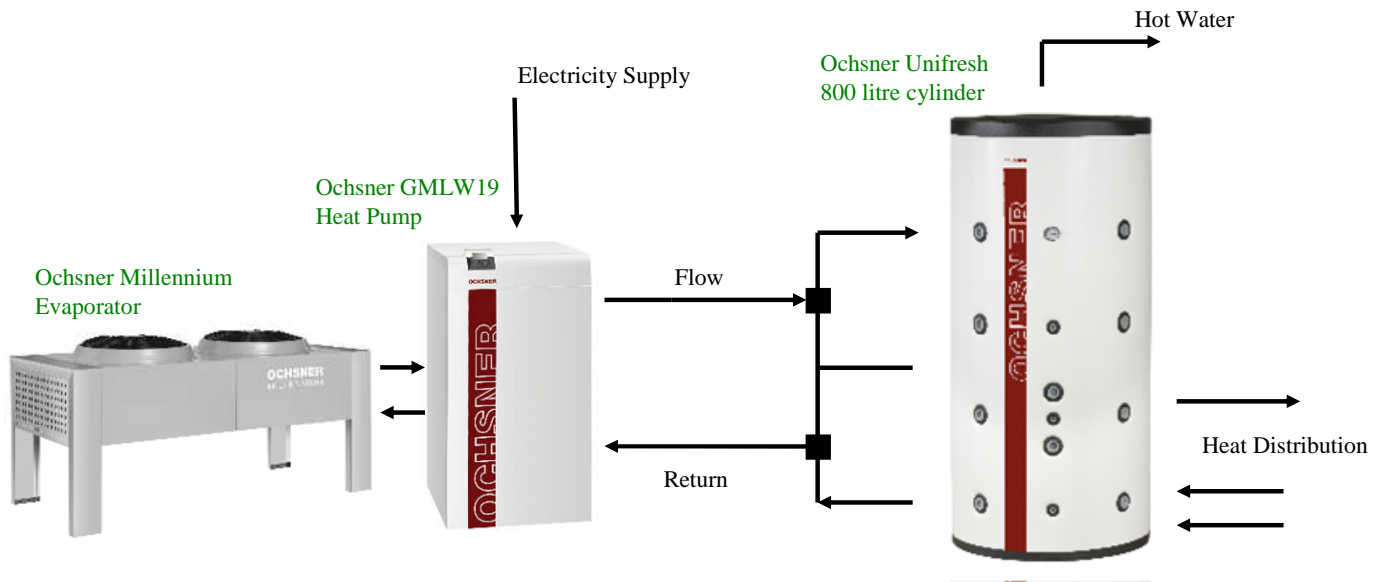 Hot Water
Ochsner Unifresh
800 litre cylinder
Electricity Supply
Ochsner GMLW19
Heat Pump
Ochsner Millennium
Evaporator
Flow
Return
Heat Distribution
OCHSNER
OCHSNER
OCHSNER
OCHSNER